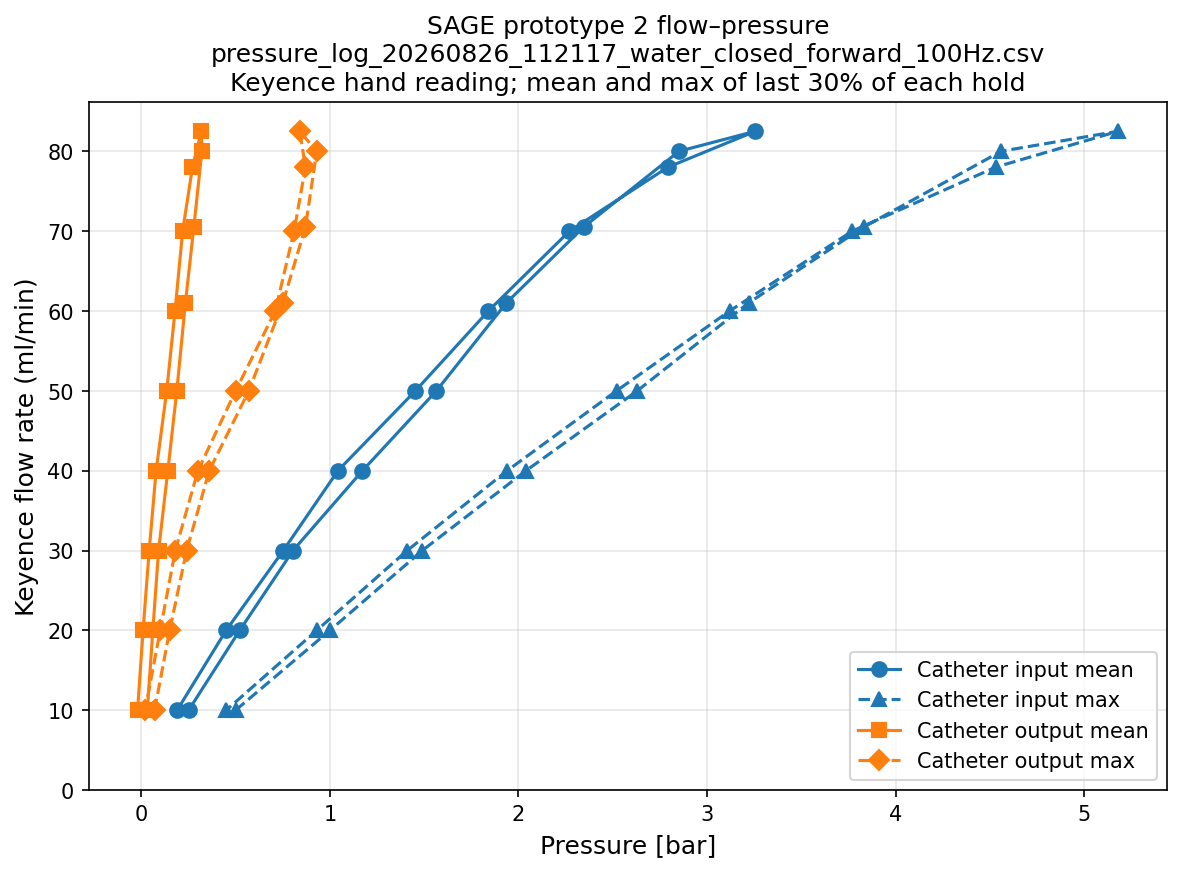 SAGE prototype 2 flow–pressure
pressure_log_20260826_112117_water_closed_forward_100Hz.csv
Keyence hand reading; mean and max of last 30% of each hold
Keyence flow rate (ml/min)
80
70
60
50
40
30
20
10
0
0 1 2 3 4 5
Pressure [bar]
Catheter input mean
Catheter input max
Catheter output mean
Catheter output max